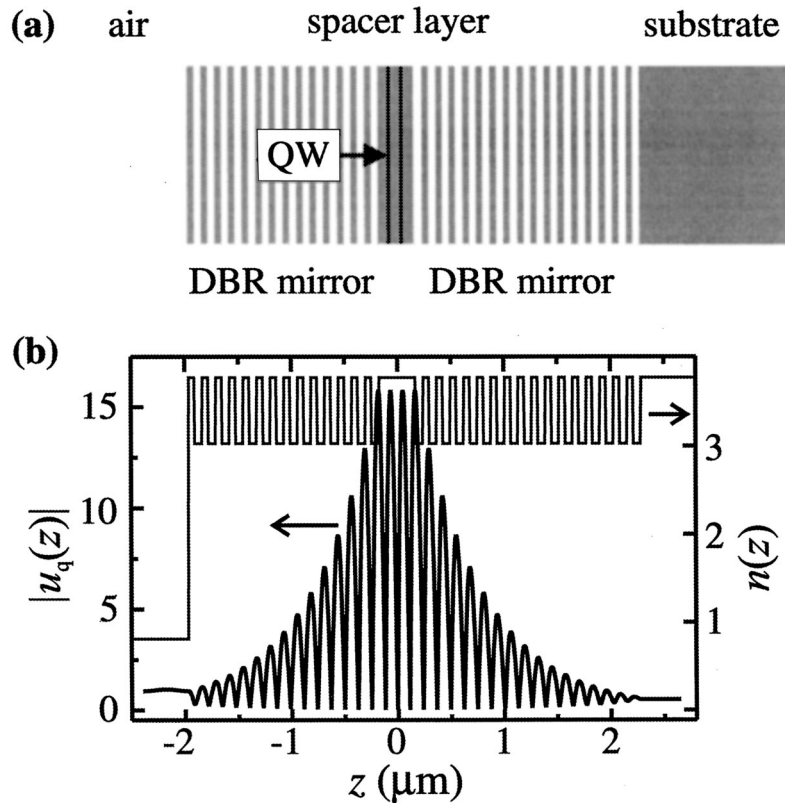 (a) air spacer layer substrate
QW
DBR mirror DBR mirror
(b)
15
10
5
0
|u_q(z)|
3
2
1
0
n(z)
-2 -1 0 1 2
z (μm)